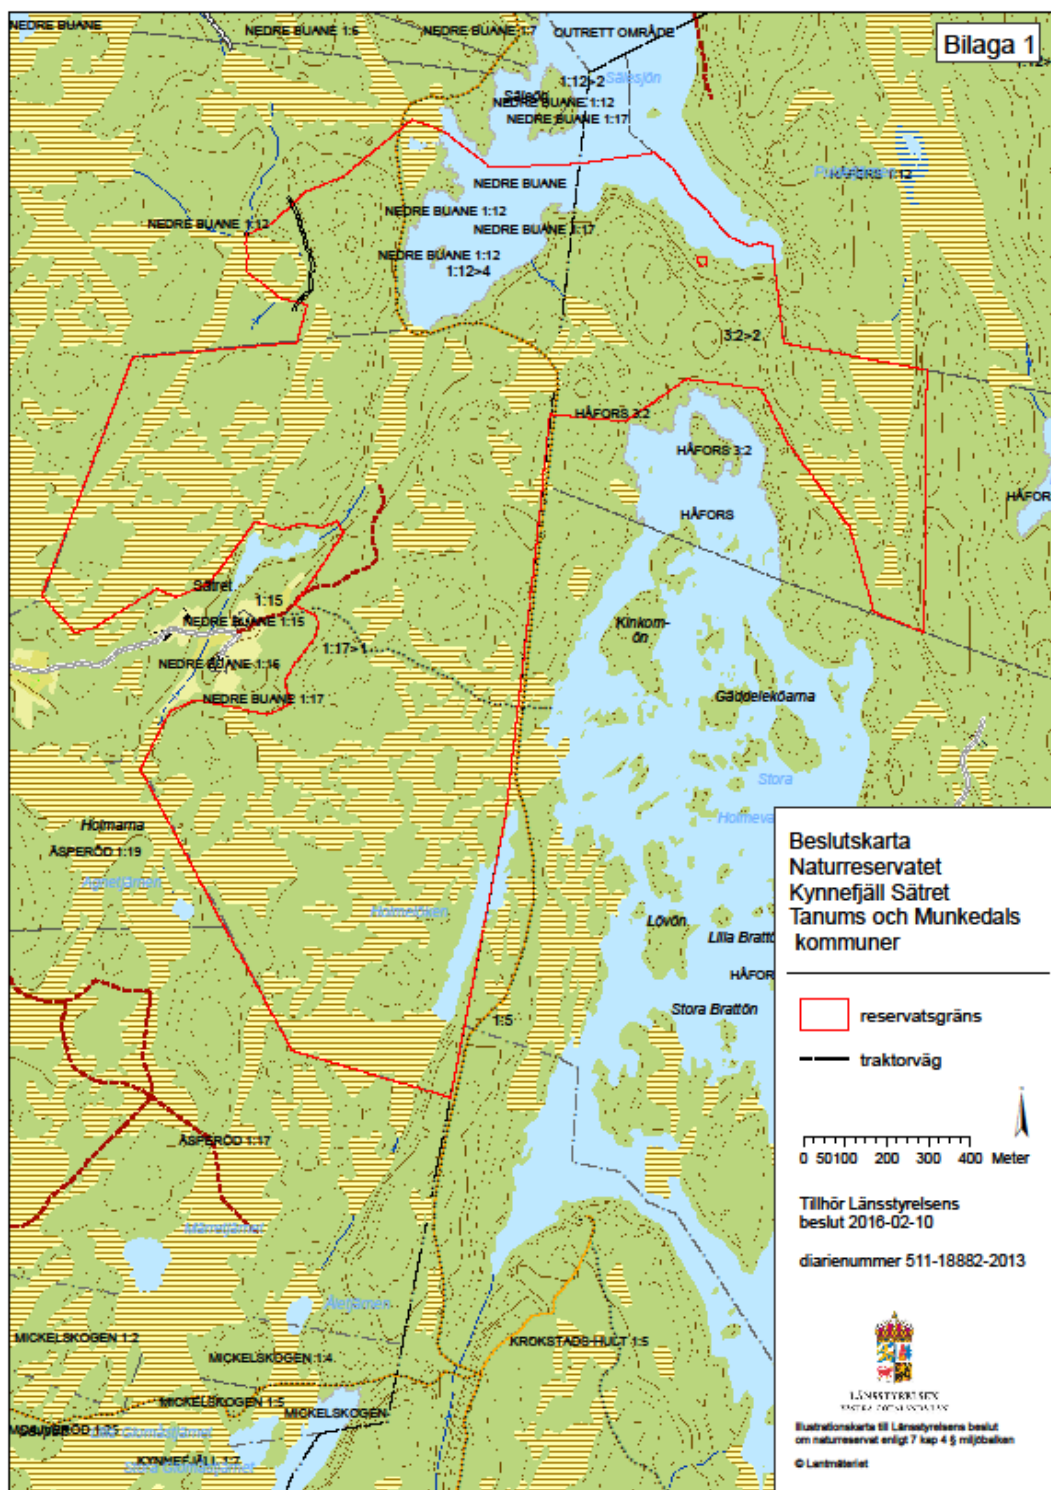 NEDRE BUANE
NEDRE BUANE 1:6
NEDRE BUANE 1:7
OUTRETT OMRÅDE
Bilaga 1
Sälesjön
1:12>2
NEDRE BUANE 1:12
NEDRE BUANE 1:17
1:12
NEDRE BUANE
NEDRE BUANE 1:12
NEDRE BUANE 1:12
NEDRE BUANE 1:17
NEDRE BUANE 1:12
1:12>4
3:2>2
HÅFORS 3:2
HÅFORS 3:2
HÅFOR
HÅFORS
Sätret
1:15
NEDRE BUANE 1:15
Kinkom-
ön
1:17>1
NEDRE BUANE 1:16
NEDRE BUANE 1:17
Gäddeleköarna
Stora
Holmeva
Holmarna
ÄSPERÖD 1:19
Agnetjärnen
Holmelöken
Lövön
Lilla Brattö
HÅFOR
Stora Brattön
1:5
ÄSPERÖD 1:17
Märretjärnet
Åletjärnen
MICKELSKOGEN 1:2
MICKELSKOGEN 1:4
KROKSTADS-HULT 1:5
MICKELSKOGEN 1:5
MICKELSKOGEN
KYNNEFJÄLL 1:7
Beslutskarta
Naturreservatet
Kynnefjäll Sätret
Tanums och Munkedals
kommuner
reservatsgräns
traktorväg
0 50100 200 300 400 Meter
Tillhör Länsstyrelsens
beslut 2016-02-10
diarienummer 511-18882-2013
LÄNSSTYRELSEN
Illustrationskarta till Länsstyrelsens beslut
om naturreservat enligt 7 kap 4 § miljöbalken
© Lantmäteriet